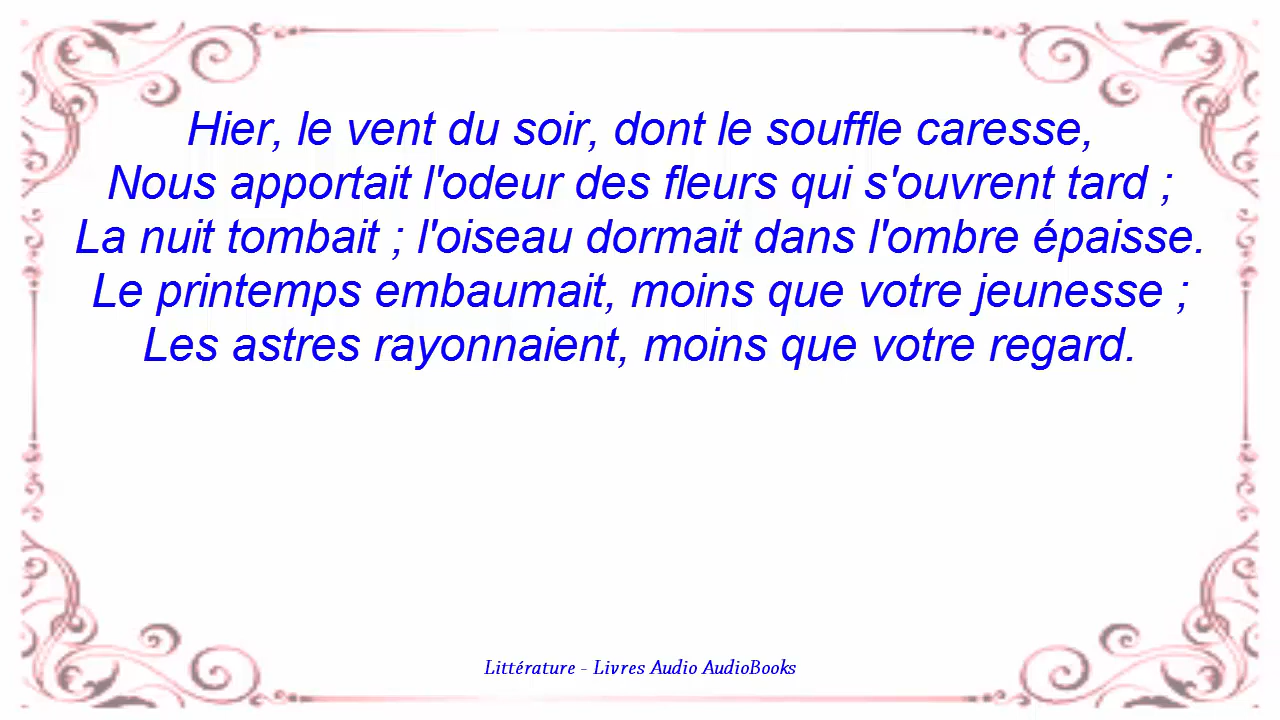 Hier, le vent du soir, dont le souffle caresse,
Nous apportait l'odeur des fleurs qui s'ouvrent tard ;
La nuit tombait ; l'oiseau dormait dans l'ombre épaisse.
Le printemps embaumait, moins que votre jeunesse ;
Les astres rayonnaient, moins que votre regard.
Littérature - Livres Audio AudioBooks